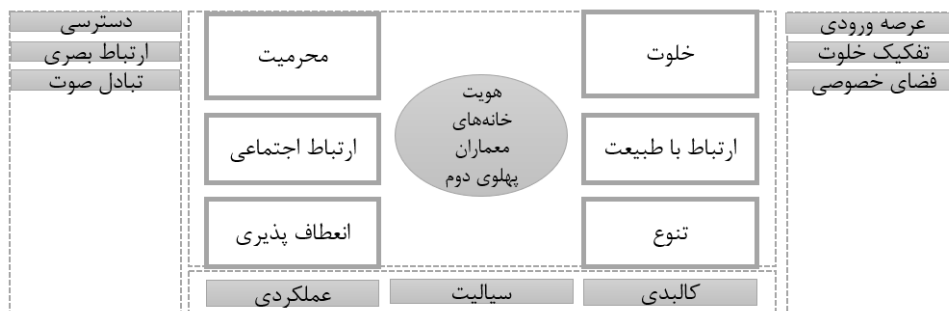 عرصه ورودی
تفکیک خلوت
فضای خصوصی
خلوت
ارتباط با طبیعت
تنوع
هویت
خانه‌های
معماران
پهلوی دوم
محرمیت
ارتباط اجتماعی
انعطاف پذیری
دسترسی
ارتباط بصری
تبادل صوت
کالبدی
سیالیت
عملکردی